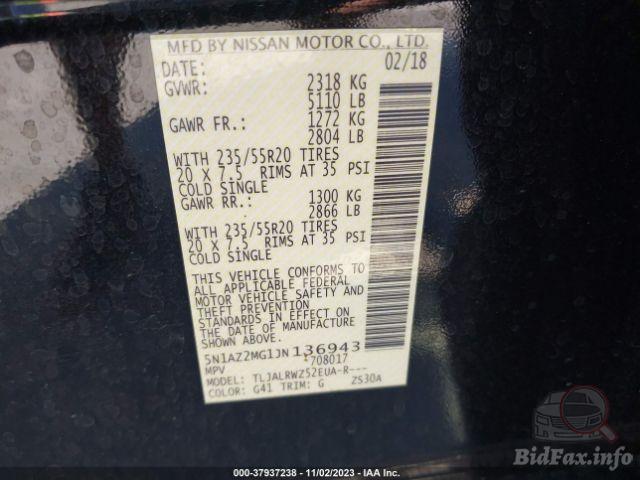 MFD BY NISSAN MOTOR CO., LTD.
DATE: 02/18
GVWR: 2318 KG
5110 LB
GAWR FR.: 1272 KG
2804 LB
WITH 235/55R20 TIRES
20 X 7.5 RIMS AT 35 PSI
COLD SINGLE
GAWR RR.: 1300 KG
2866 LB
WITH 235/55R20 TIRES
20 X 7.5 RIMS AT 35 PSI
COLD SINGLE
THIS VEHICLE CONFORMS TO
ALL APPLICABLE FEDERAL
MOTOR VEHICLE SAFETY AND
THEFT PREVENTION
STANDARDS IN EFFECT ON
THE DATE OF MANUFACTURE
SHOWN ABOVE.
5N1AZ2MG1JN136943
MPV 708017
MODEL: TLJALRWZ52EUA-R---
COLOR: G41 TRIM: G ZS30A
BidFax.info
000-37937238 - 11/02/2023 - IAA Inc.